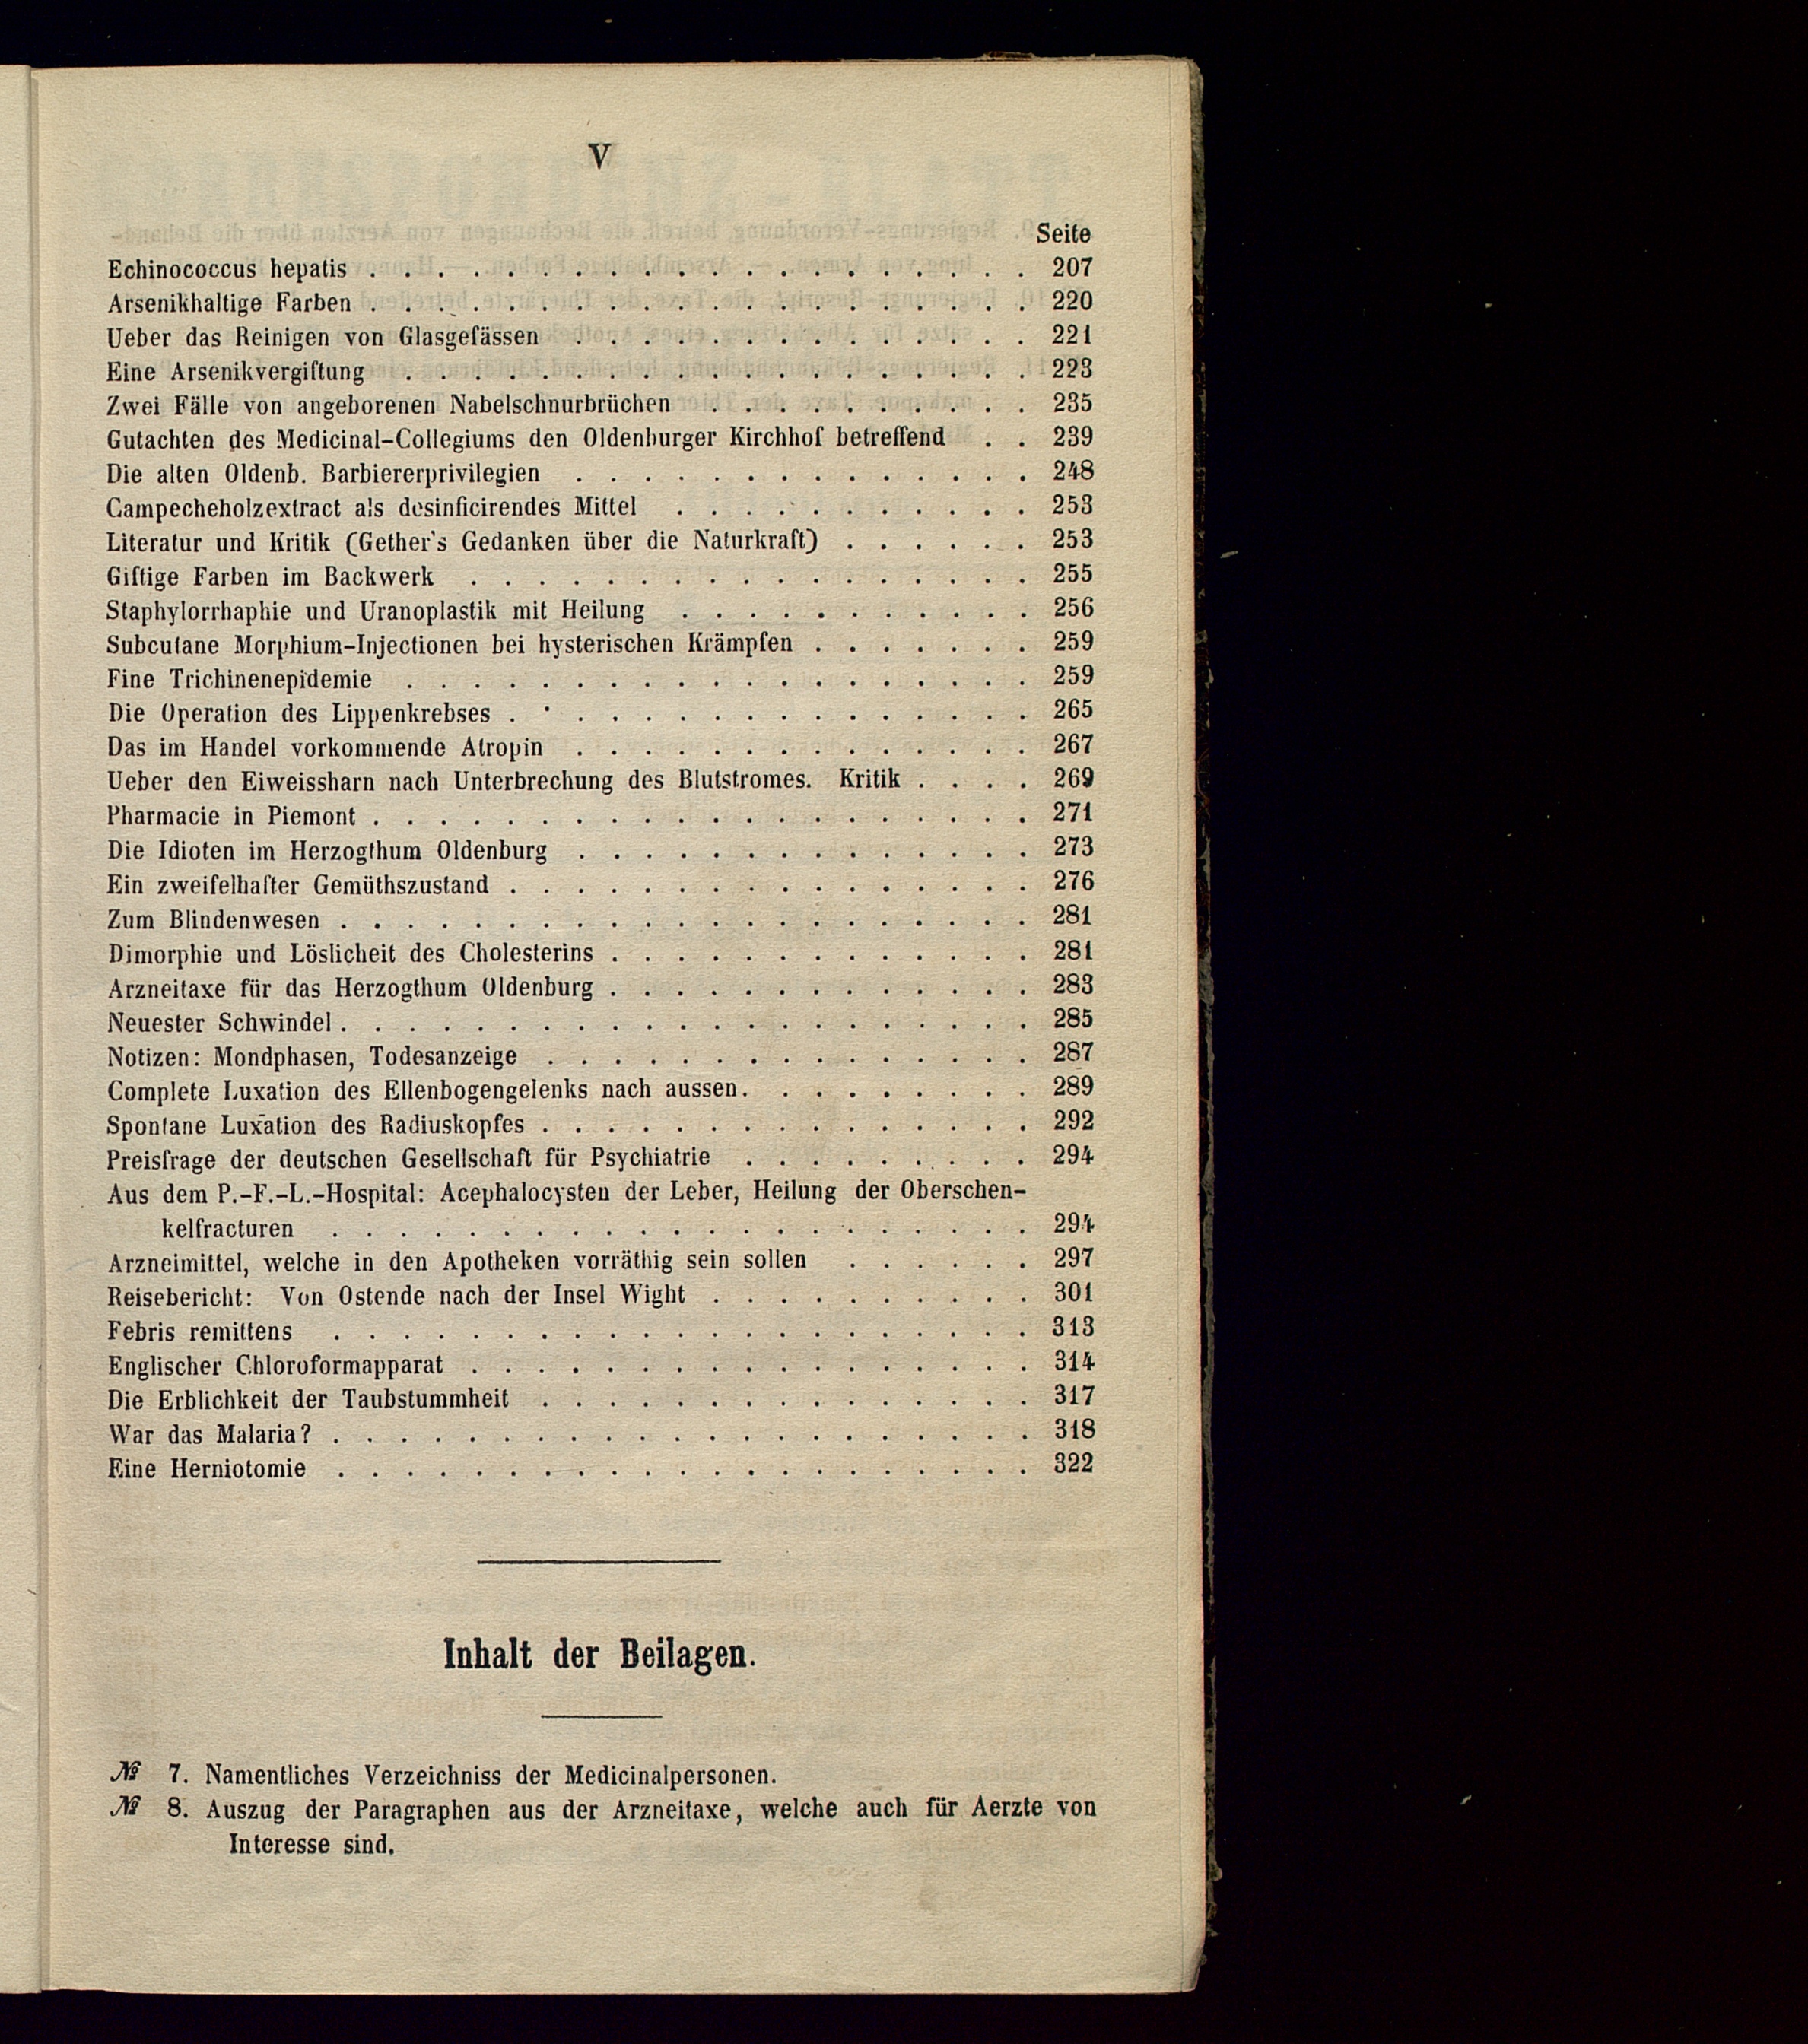 V
Seite
Echinococcus hepatis . . . . . . . . . . . . . . . . . . . . 207
Arsenikhaltige Farben . . . . . . . . . . . . . . . . . . . . 220
Ueber das Reinigen von Glasgefässen . . . . . . . . . . . . . . 221
Eine Arsenikvergiftung . . . . . . . . . . . . . . . . . . . 223
Zwei Fälle von angeborenen Nabelschnurbrüchen . . . . . . . . . . 235
Gutachten des Medicinal-Collegiums den Oldenburger Kirchhof betreffend . . 239
Die alten Oldenb. Barbiererprivilegien . . . . . . . . . . . . . . 248
Campecheholzextract als desinficirendes Mittel . . . . . . . . . . . 253
Literatur und Kritik (Gether's Gedanken über die Naturkraft) . . . . . . 253
Giftige Farben im Backwerk . . . . . . . . . . . . . . . . . 255
Staphylorrhaphie und Uranoplastik mit Heilung . . . . . . . . . . . 256
Subcutane Morphium-Injectionen bei hysterischen Krämpfen . . . . . . . 259
Fine Trichinenepidemie . . . . . . . . . . . . . . . . . . . 259
Die Operation des Lippenkrebses . . . . . . . . . . . . . . . . 265
Das im Handel vorkommende Atropin . . . . . . . . . . . . . . 267
Ueber den Eiweissharn nach Unterbrechung des Blutstromes. Kritik . . . . 269
Pharmacie in Piemont . . . . . . . . . . . . . . . . . . . . 271
Die Idioten im Herzogthum Oldenburg . . . . . . . . . . . . . . 273
Ein zweifelhafter Gemüthszustand . . . . . . . . . . . . . . . . 276
Zum Blindenwesen . . . . . . . . . . . . . . . . . . . . . 281
Dimorphie und Löslicheit des Cholesterins . . . . . . . . . . . . . 281
Arzneitaxe für das Herzogthum Oldenburg . . . . . . . . . . . . . 283
Neuester Schwindel . . . . . . . . . . . . . . . . . . . . . 285
Notizen: Mondphasen, Todesanzeige . . . . . . . . . . . . . . . 287
Complete Luxation des Ellenbogengelenks nach aussen . . . . . . . . . 289
Spontane Luxation des Radiuskopfes . . . . . . . . . . . . . . . 292
Preisfrage der deutschen Gesellschaft für Psychiatrie . . . . . . . . . 294
Aus dem P.-F.-L.-Hospital: Acephalocysten der Leber, Heilung der Oberschen-
kelfracturen . . . . . . . . . . . . . . . . . . . . . 294
Arzneimittel, welche in den Apotheken vorräthig sein sollen . . . . . . 297
Reisebericht: Von Ostende nach der Insel Wight . . . . . . . . . . 301
Febris remittens . . . . . . . . . . . . . . . . . . . . . 313
Englischer Chloroformapparat . . . . . . . . . . . . . . . . . 314
Die Erblichkeit der Taubstummheit . . . . . . . . . . . . . . . 317
War das Malaria? . . . . . . . . . . . . . . . . . . . . . 318
Eine Herniotomie . . . . . . . . . . . . . . . . . . . . . 322
Inhalt der Beilagen.
№ 7. Namentliches Verzeichniss der Medicinalpersonen.
№ 8. Auszug der Paragraphen aus der Arzneitaxe, welche auch für Aerzte von
Interesse sind.